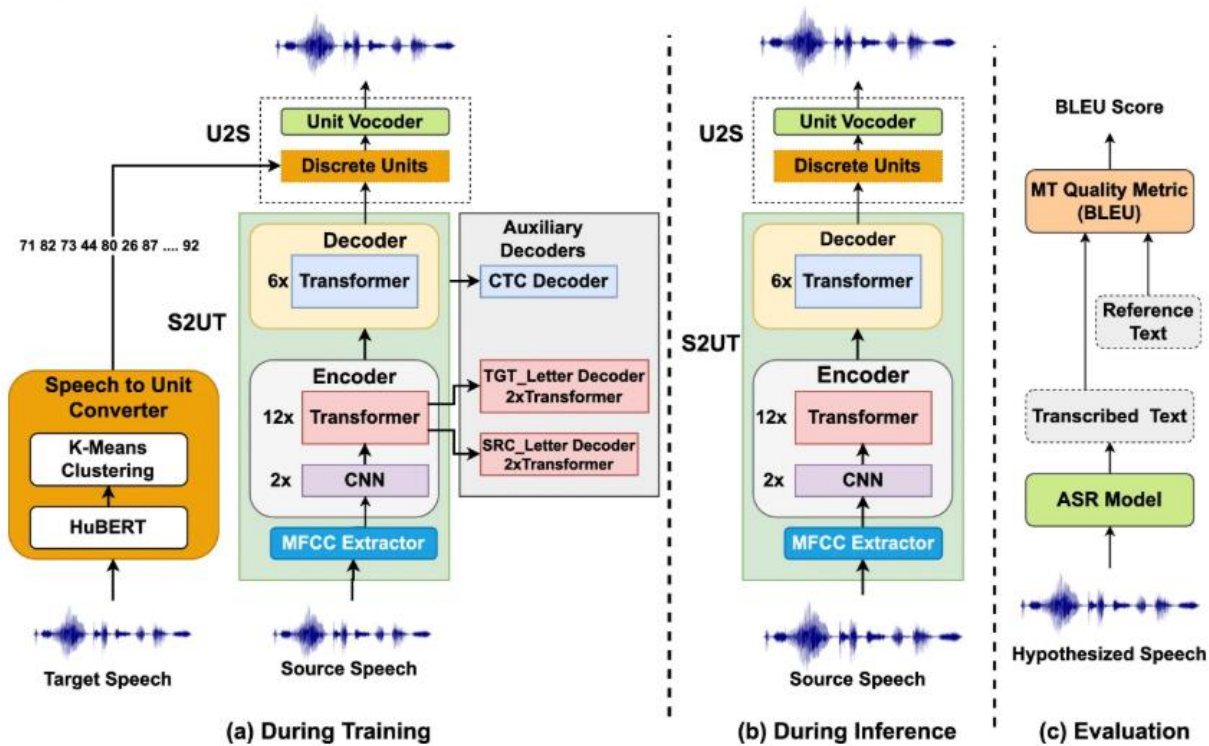 U2S
Unit Vocoder
Discrete Units
71 82 73 44 80 26 87 .... 92
S2UT
Decoder
6x
Transformer
Auxiliary
Decoders
CTC Decoder
Encoder
12x
Transformer
2x
CNN
TGT_Letter Decoder
2xTransformer
SRC_Letter Decoder
2xTransformer
MFCC Extractor
Speech to Unit
Converter
K-Means
Clustering
HuBERT
Target Speech
Source Speech
(a) During Training
U2S
Unit Vocoder
Discrete Units
S2UT
Decoder
6x
Transformer
Encoder
12x
Transformer
2x
CNN
MFCC Extractor
Source Speech
(b) During Inference
BLEU Score
MT Quality Metric
(BLEU)
Reference
Text
Transcribed Text
ASR Model
Hypothesized Speech
(c) Evaluation